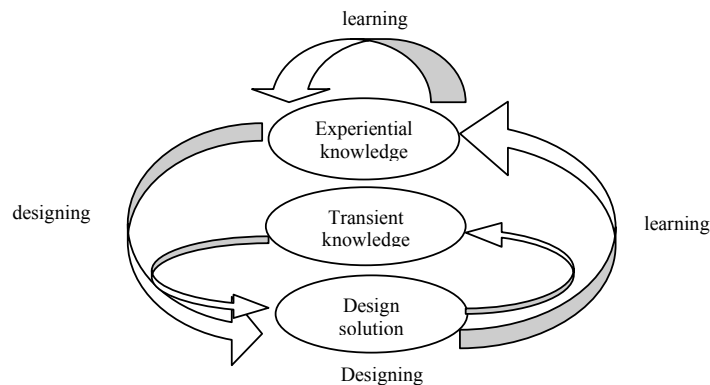 learning
Experiential
knowledge
designing
Transient
knowledge
learning
Design
solution
Designing